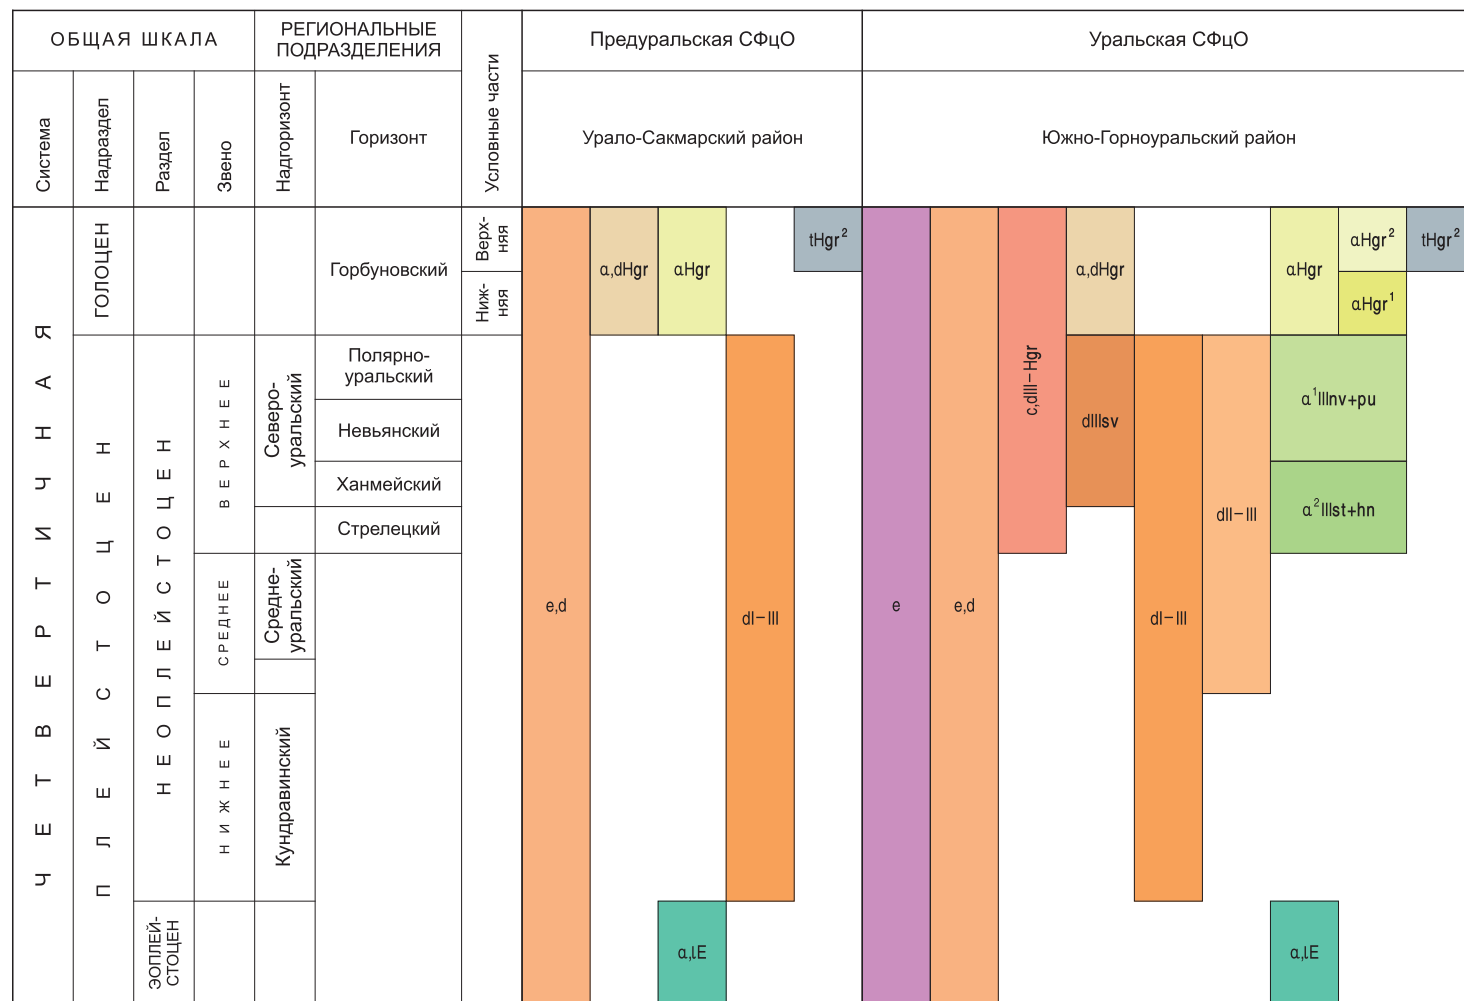 ОБЩАЯ ШКАЛА
РЕГИОНАЛЬНЫЕ
ПОДРАЗДЕЛЕНИЯ
Условные части
Предуральская СФцО
Уральская СФцО
Система
Надраздел
Раздел
Звено
Надгоризонт
Горизонт
Урало-Сакмарский район
Южно-Горноуральский район
ЧЕТВЕРТИЧНАЯ
ГОЛОЦЕН
Горбуновский
Верх-
няя
Ниж-
няя
ПЛЕЙСТОЦЕН
НЕОПЛЕЙСТОЦЕН
ВЕРХНЕЕ
Северо-
уральский
Полярно-
уральский
Невьянский
Ханмейский
Стрелецкий
СРЕДНЕЕ
Средне-
уральский
НИЖНЕЕ
Кундравинский
ЭОПЛЕЙ-
СТОЦЕН
e,d
a,dHgr
aHgr
tHgr²
dI–III
a,lE
e
e,d
c,dIII–Hgr
a,dHgr
dIIIsv
dI–III
dII–III
aHgr
aHgr²
tHgr²
aHgr¹
a¹IIInv+pu
a²IIIst+hn
a,lE